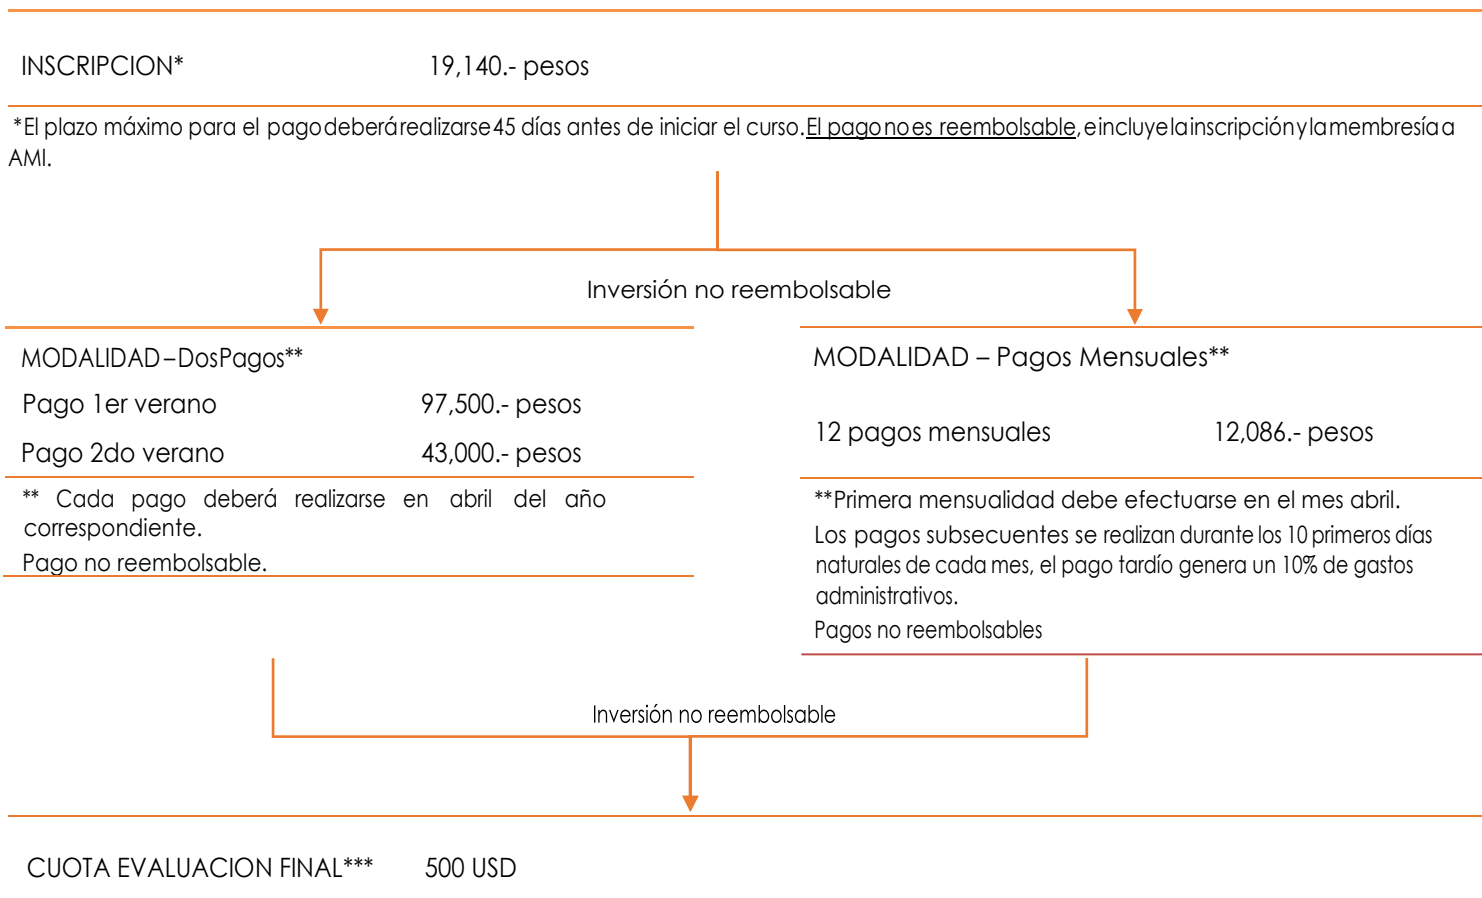 INSCRIPCION* 19,140.- pesos
*El plazo máximo para el pago deberá realizarse 45 días antes de iniciar el curso. El pago no es reembolsable, e incluye la inscripción y la membresía a
AMI.
Inversión no reembolsable
MODALIDAD – Dos Pagos**
Pago 1er verano 97,500.- pesos
Pago 2do verano 43,000.- pesos
** Cada pago deberá realizarse en abril del año
correspondiente.
Pago no reembolsable.
MODALIDAD – Pagos Mensuales**
12 pagos mensuales 12,086.- pesos
**Primera mensualidad debe efectuarse en el mes abril.
Los pagos subsecuentes se realizan durante los 10 primeros días
naturales de cada mes, el pago tardío genera un 10% de gastos
administrativos.
Pagos no reembolsables
Inversión no reembolsable
CUOTA EVALUACION FINAL*** 500 USD